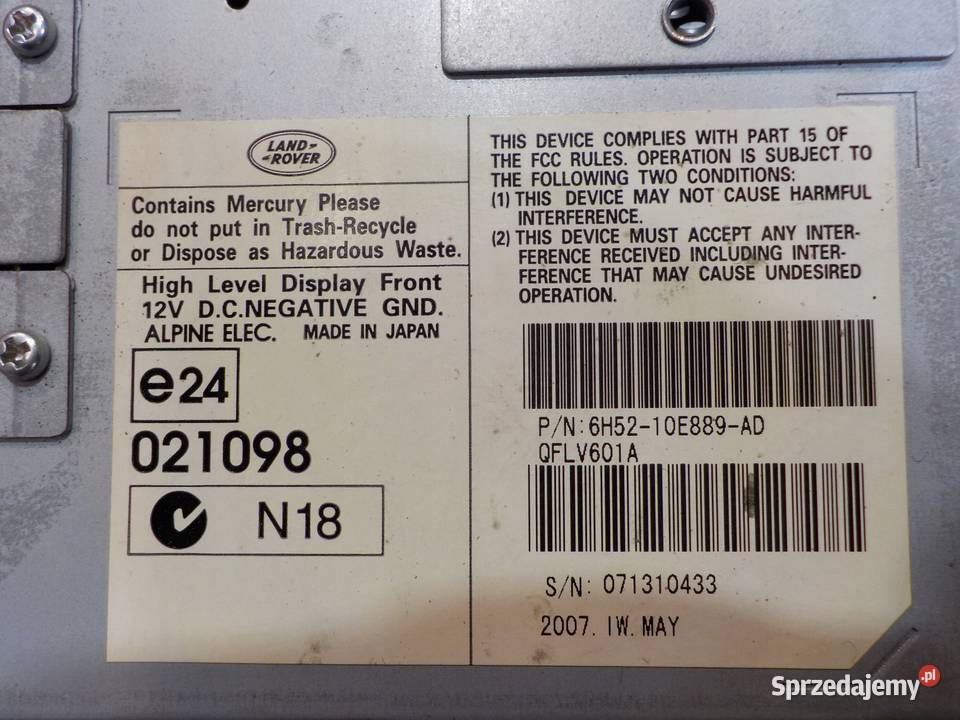 LAND-
-ROVER
Contains Mercury Please
do not put in Trash-Recycle
or Dispose as Hazardous Waste.
High Level Display Front
12V D.C.NEGATIVE GND.
ALPINE ELEC. MADE IN JAPAN
e24
021098
N18
THIS DEVICE COMPLIES WITH PART 15 OF
THE FCC RULES. OPERATION IS SUBJECT TO
THE FOLLOWING TWO CONDITIONS:
(1) THIS DEVICE MAY NOT CAUSE HARMFUL
INTERFERENCE.
(2) THIS DEVICE MUST ACCEPT ANY INTER-
FERENCE RECEIVED INCLUDING INTER-
FERENCE THAT MAY CAUSE UNDESIRED
OPERATION.
P/N:6H52-10E889-AD
QFLV601A
S/N: 071310433
2007. IW. MAY
Sprzedajemy.pl